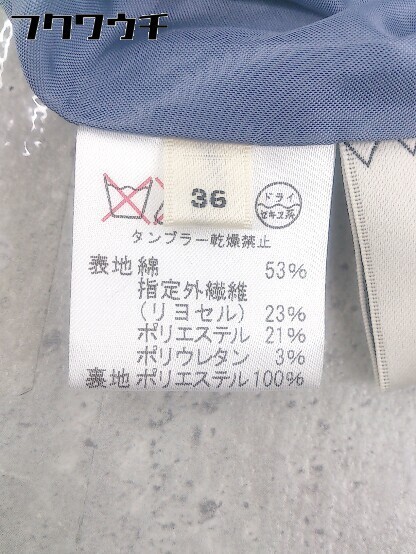 フクワウチ
36
ドライ
セキユ系
タンブラー乾燥禁止
表地 綿 53%
指定外繊維
(リヨセル) 23%
ポリエステル 21%
ポリウレタン 3%
裏地 ポリエステル 100%